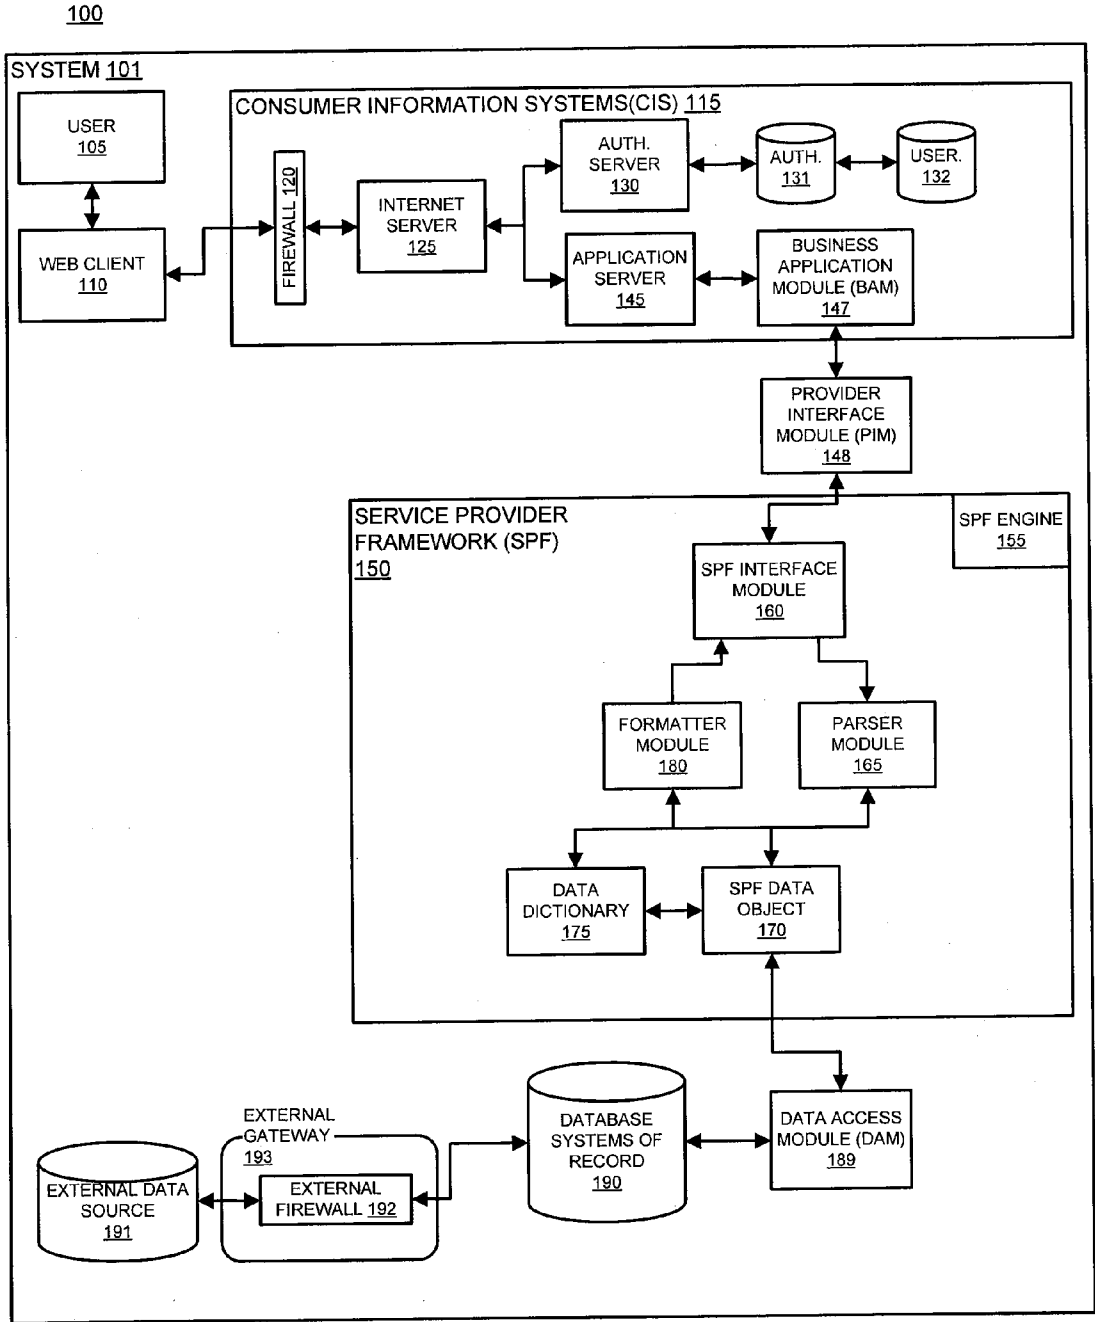 100
SYSTEM 101
USER
105
WEB CLIENT
110
CONSUMER INFORMATION SYSTEMS(CIS) 115
FIREWALL 120
INTERNET
SERVER
125
AUTH.
SERVER
130
AUTH.
131
USER.
132
APPLICATION
SERVER
145
BUSINESS
APPLICATION
MODULE (BAM)
147
PROVIDER
INTERFACE
MODULE (PIM)
148
SERVICE PROVIDER
FRAMEWORK (SPF)
150
SPF ENGINE
155
SPF INTERFACE
MODULE
160
FORMATTER
MODULE
180
PARSER
MODULE
165
DATA
DICTIONARY
175
SPF DATA
OBJECT
170
EXTERNAL
GATEWAY
193
EXTERNAL DATA
SOURCE
191
EXTERNAL
FIREWALL 192
DATABASE
SYSTEMS OF
RECORD
190
DATA ACCESS
MODULE (DAM)
189